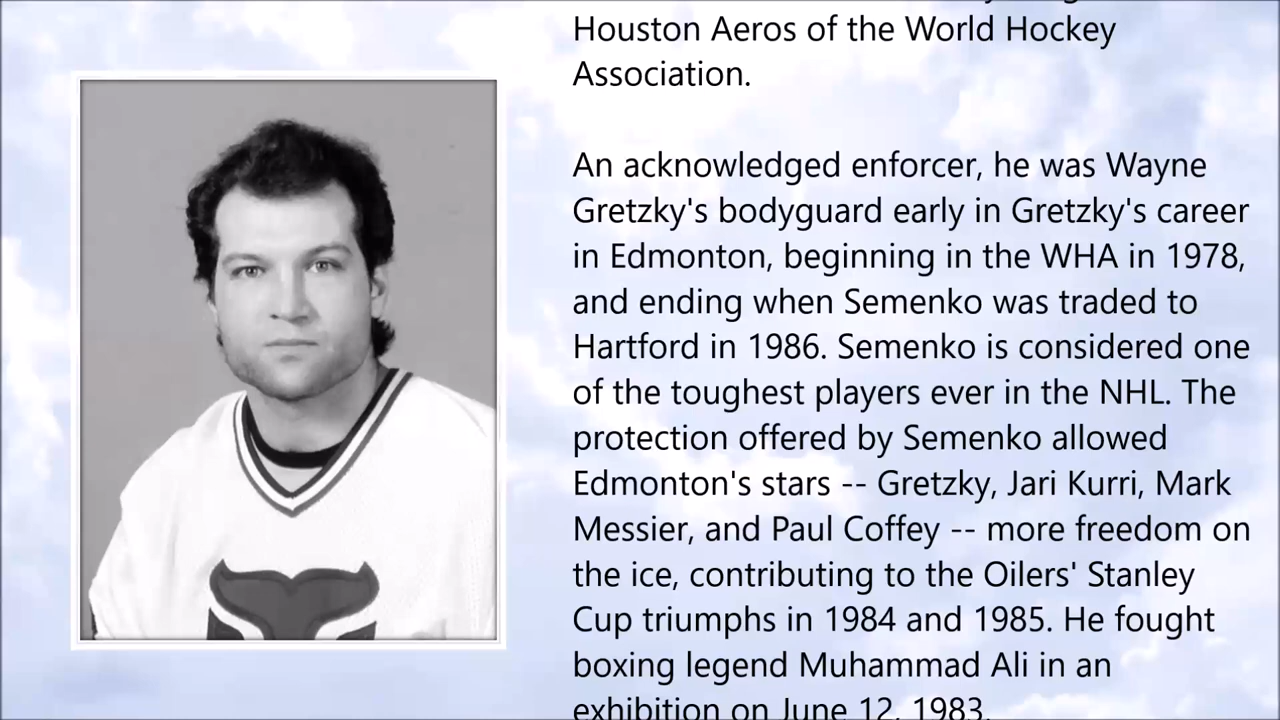 Houston Aeros of the World Hockey
Association.
An acknowledged enforcer, he was Wayne
Gretzky's bodyguard early in Gretzky's career
in Edmonton, beginning in the WHA in 1978,
and ending when Semenko was traded to
Hartford in 1986. Semenko is considered one
of the toughest players ever in the NHL. The
protection offered by Semenko allowed
Edmonton's stars -- Gretzky, Jari Kurri, Mark
Messier, and Paul Coffey -- more freedom on
the ice, contributing to the Oilers' Stanley
Cup triumphs in 1984 and 1985. He fought
boxing legend Muhammad Ali in an
exhibition on June 12, 1983.